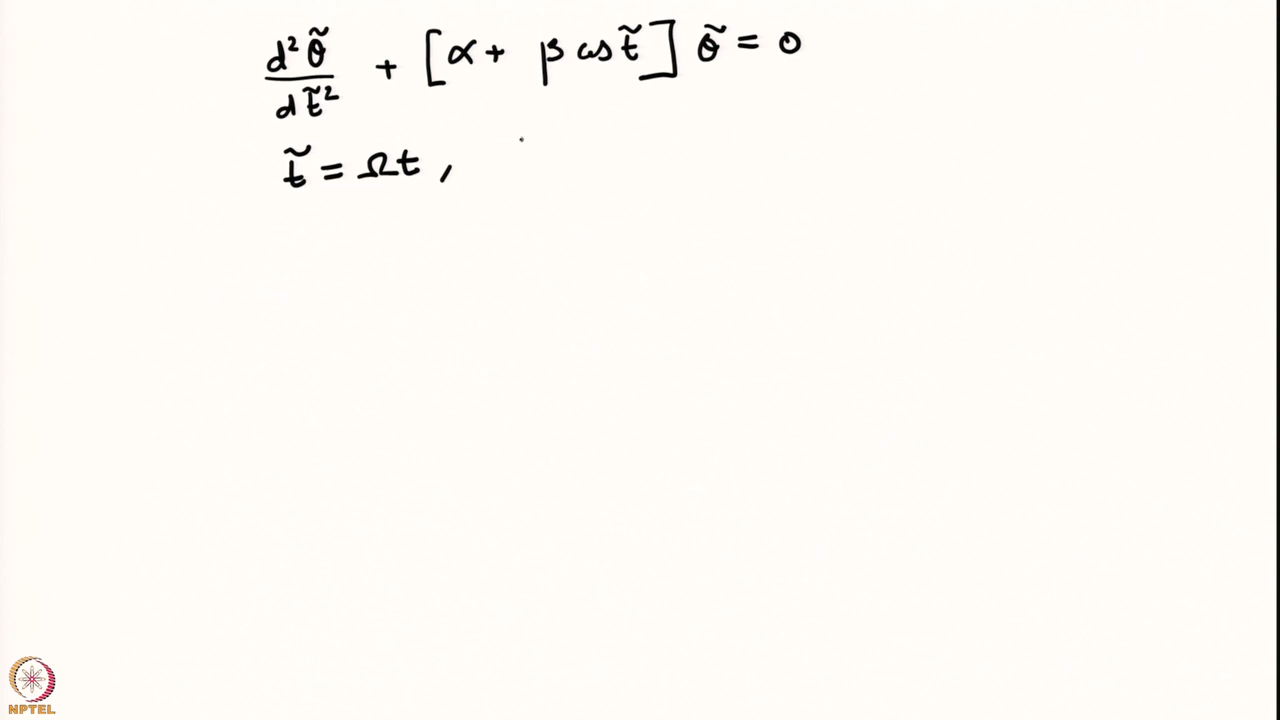 d²θ̃/dt̃² + [α + β cos t̃] θ̃ = 0
t̃ = Ωt ,
NPTEL